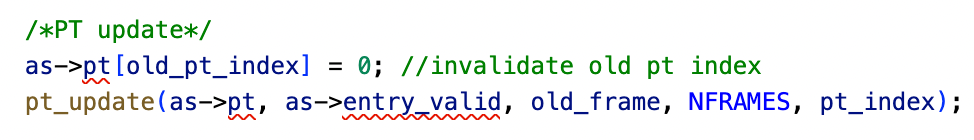 /*PT update*/
as->pt[old_pt_index] = 0; //invalidate old pt index
pt_update(as->pt, as->entry_valid, old_frame, NFRAMES, pt_index);